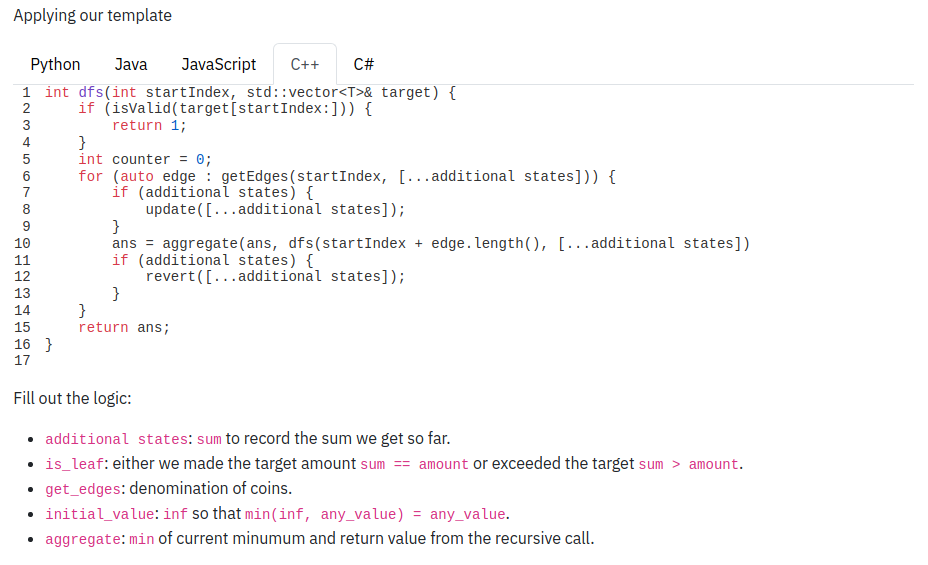 Applying our template
Python Java JavaScript C++ C#
1 int dfs(int startIndex, std::vector<T>& target) {
2     if (isValid(target[startIndex:])) {
3         return 1;
4     }
5     int counter = 0;
6     for (auto edge : getEdges(startIndex, [...additional states])) {
7         if (additional states) {
8             update([...additional states]);
9         }
10         ans = aggregate(ans, dfs(startIndex + edge.length(), [...additional states])
11         if (additional states) {
12             revert([...additional states]);
13         }
14     }
15     return ans;
16 }
17
Fill out the logic:
• additional states: sum to record the sum we get so far.
• is_leaf: either we made the target amount sum == amount or exceeded the target sum > amount.
• get_edges: denomination of coins.
• initial_value: inf so that min(inf, any_value) = any_value.
• aggregate: min of current minumum and return value from the recursive call.